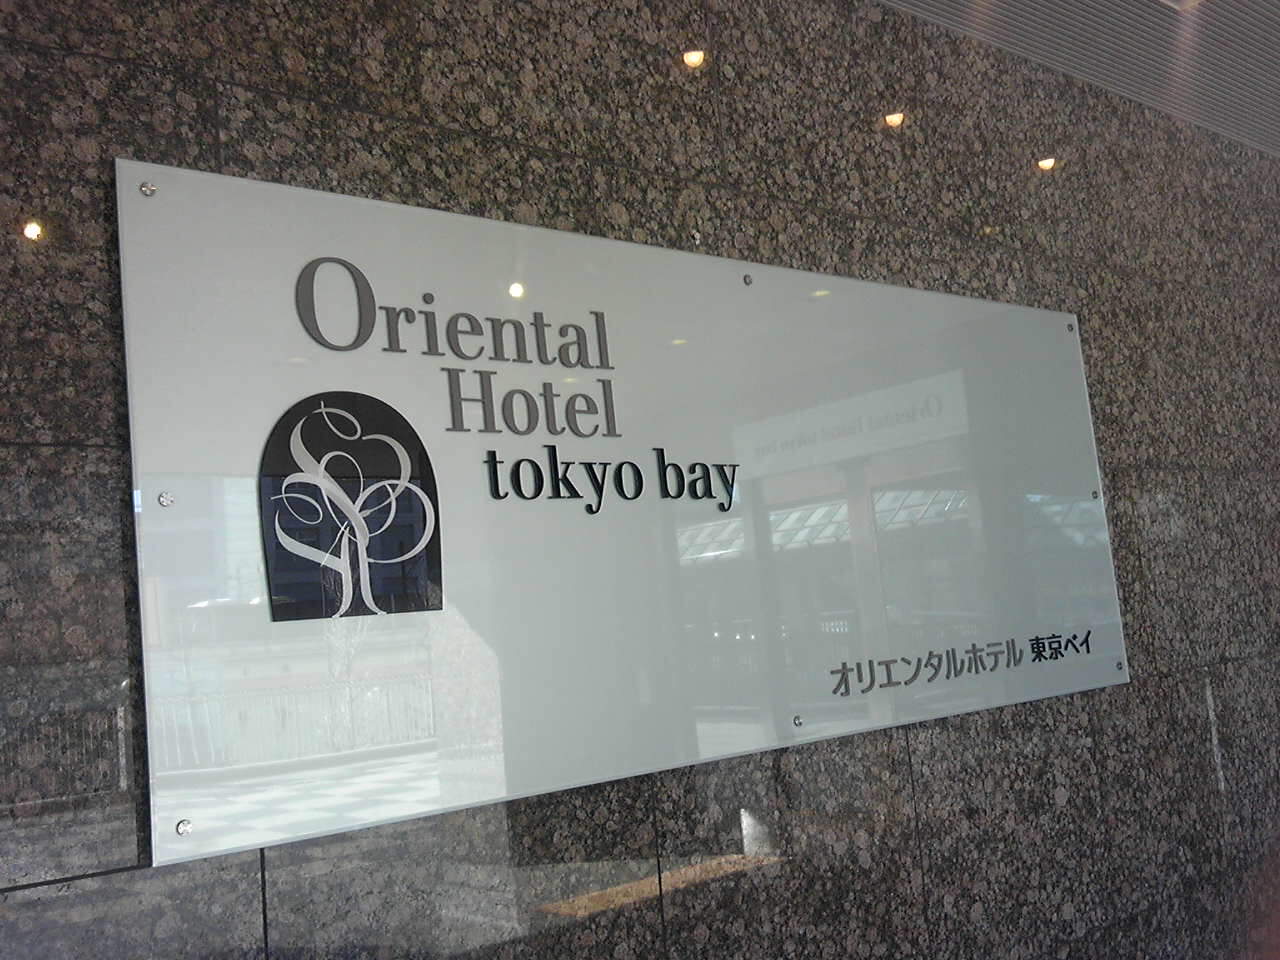 Oriental
Hotel
tokyo bay
オリエンタルホテル 東京ベイ